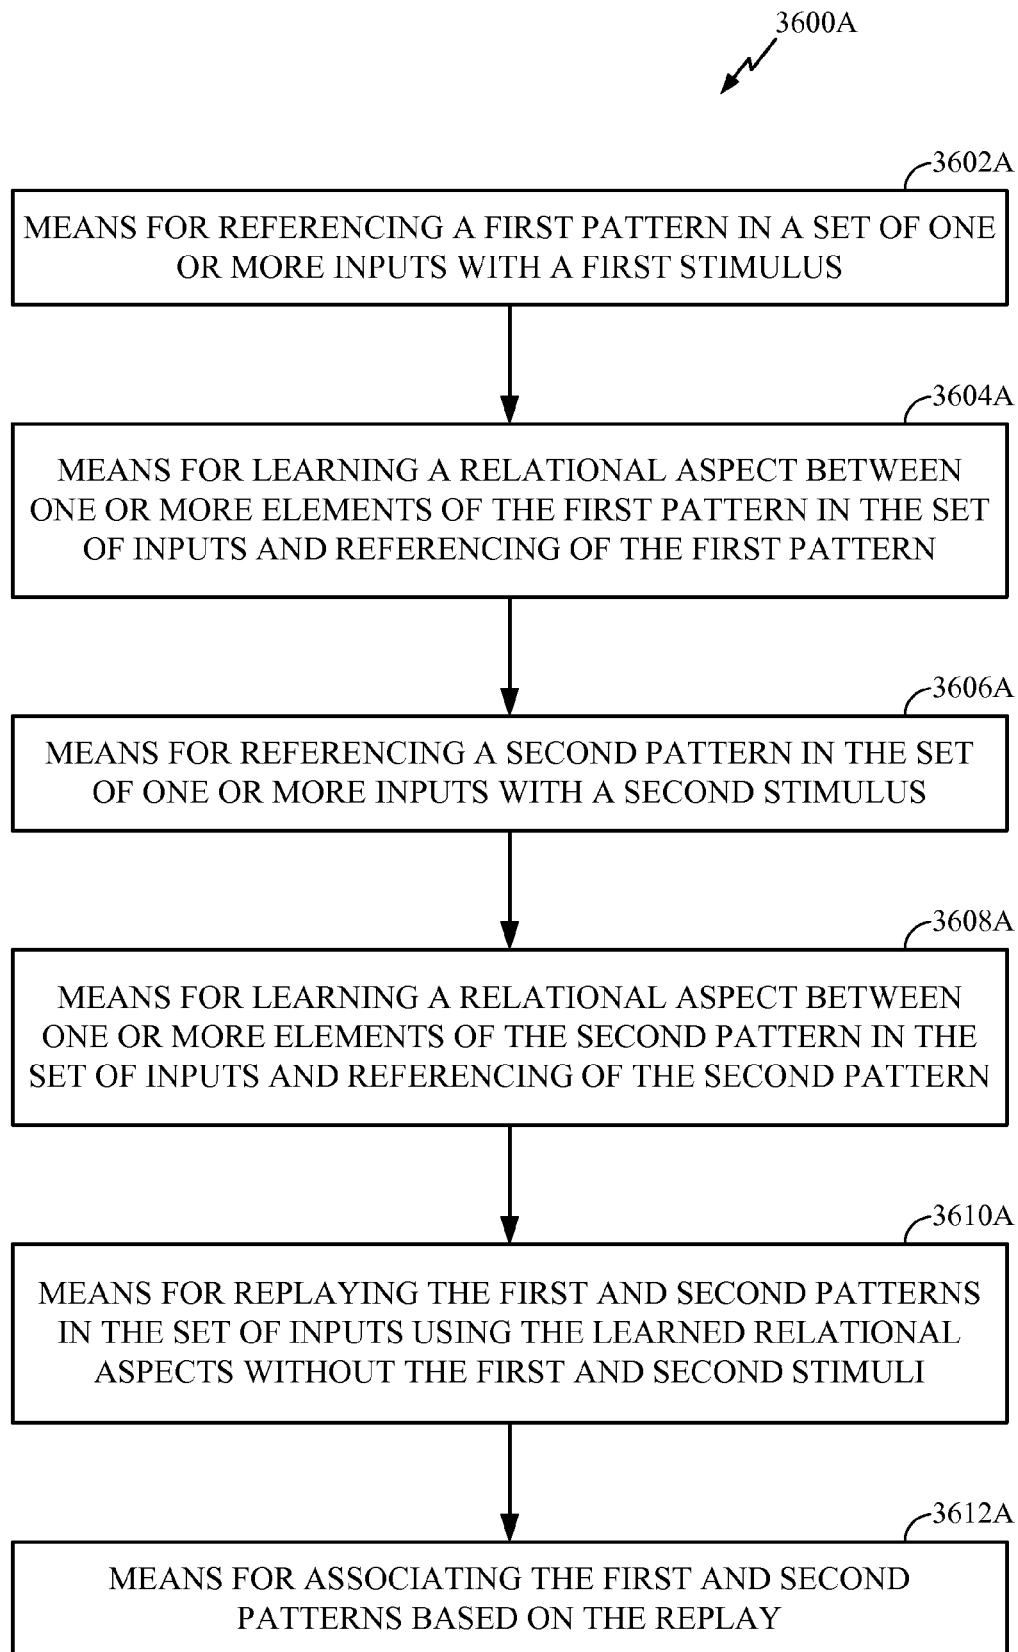 3600A
3602A
MEANS FOR REFERENCING A FIRST PATTERN IN A SET OF ONE
OR MORE INPUTS WITH A FIRST STIMULUS
3604A
MEANS FOR LEARNING A RELATIONAL ASPECT BETWEEN
ONE OR MORE ELEMENTS OF THE FIRST PATTERN IN THE SET
OF INPUTS AND REFERENCING OF THE FIRST PATTERN
3606A
MEANS FOR REFERENCING A SECOND PATTERN IN THE SET
OF ONE OR MORE INPUTS WITH A SECOND STIMULUS
3608A
MEANS FOR LEARNING A RELATIONAL ASPECT BETWEEN
ONE OR MORE ELEMENTS OF THE SECOND PATTERN IN THE
SET OF INPUTS AND REFERENCING OF THE SECOND PATTERN
3610A
MEANS FOR REPLAYING THE FIRST AND SECOND PATTERNS
IN THE SET OF INPUTS USING THE LEARNED RELATIONAL
ASPECTS WITHOUT THE FIRST AND SECOND STIMULI
3612A
MEANS FOR ASSOCIATING THE FIRST AND SECOND
PATTERNS BASED ON THE REPLAY